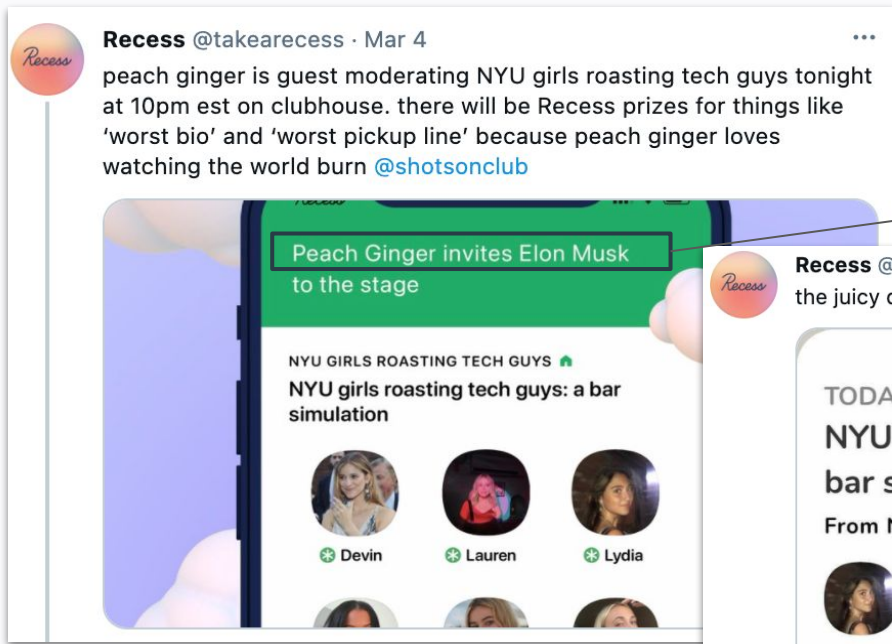 Recess
Recess @takearecess · Mar 4
peach ginger is guest moderating NYU girls roasting tech guys tonight
at 10pm est on clubhouse. there will be Recess prizes for things like
‘worst bio’ and ‘worst pickup line’ because peach ginger loves
watching the world burn @shotsonclub
Recess
Peach Ginger invites Elon Musk
to the stage
NYU GIRLS ROASTING TECH GUYS
NYU girls roasting tech guys: a bar
simulation
Devin
Lauren
Lydia
Recess
Recess @
the juicy
TODA
NYU
bar s
From